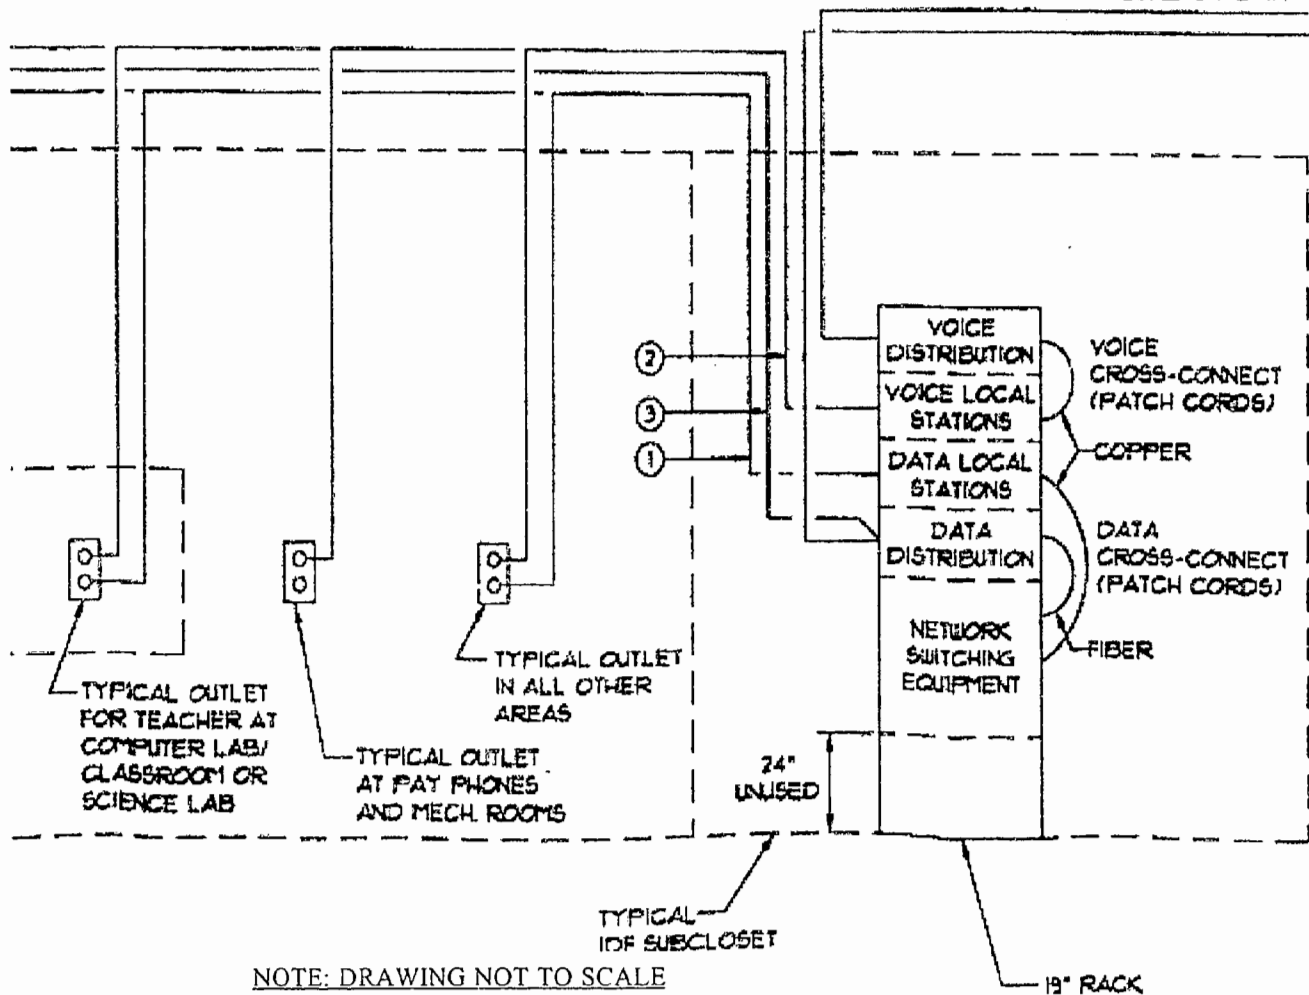 VOICE
DISTRIBUTION
VOICE LOCAL
STATIONS
DATA LOCAL
STATIONS
DATA
DISTRIBUTION
NETWORK
SWITCHING
EQUIPMENT
VOICE
CROSS-CONNECT
(PATCH CORDS)
COPPER
DATA
CROSS-CONNECT
(PATCH CORDS)
FIBER
2
3
1
TYPICAL OUTLET
FOR TEACHER AT
COMPUTER LAB/
CLASSROOM OR
SCIENCE LAB
TYPICAL OUTLET
AT PAY PHONES
AND MECH. ROOMS
TYPICAL OUTLET
IN ALL OTHER
AREAS
24"
UNUSED
TYPICAL
IDF SUBCLOSET
19" RACK
NOTE: DRAWING NOT TO SCALE